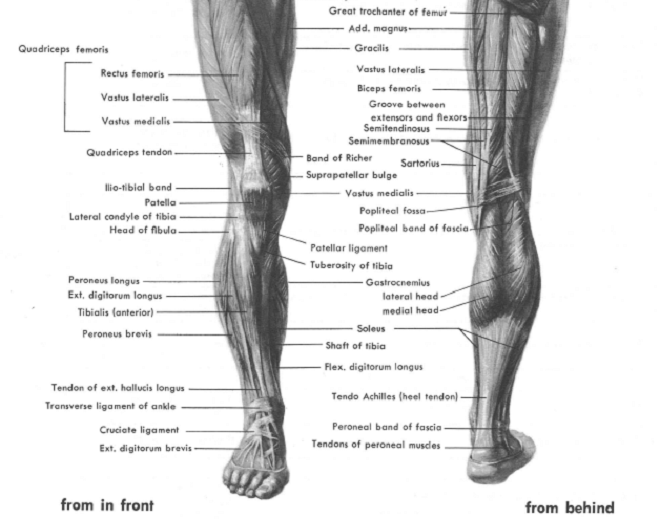 Great trochanter of femur
Add. magnus
Quadriceps femoris
Gracilis
Rectus femoris
Vastus lateralis
Vastus lateralis
Biceps femoris
Vastus medialis
Groove between
extensors and flexors
Semitendinosus
Semimembranosus
Quadriceps tendon
Band of Richer
Sartorius
Suprapatellar bulge
Ilio-tibial band
Vastus medialis
Patella
Popliteal fossa
Lateral condyle of tibia
Head of fibula
Popliteal band of fascia
Patellar ligament
Tuberosity of tibia
Peroneus longus
Gastrocnemius
Ext. digitorum longus
lateral head
Tibialis (anterior)
medial head
Peroneus brevis
Soleus
Shaft of tibia
Flex. digitorum longus
Tendon of ext. hallucis longus
Tendo Achilles (heel tendon)
Transverse ligament of ankle
Cruciate ligament
Peroneal band of fascia
Ext. digitorum brevis
Tendons of peroneal muscles
from in front
from behind